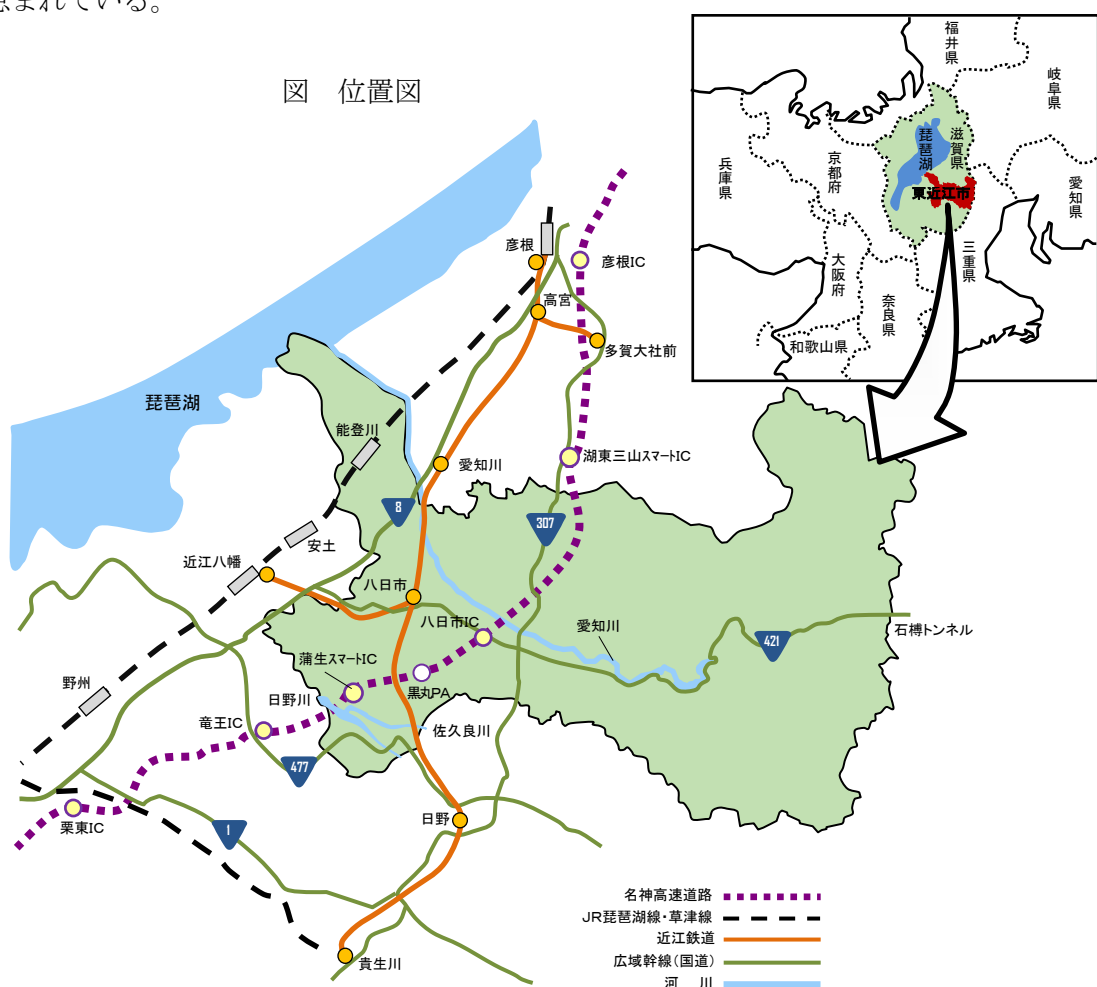 恵まれている。
図　位置図
福井県
岐阜県
滋賀県
琵琶湖
京都府
兵庫県
愛知県
東近江市
三重県
大阪府
奈良県
和歌山県
彦根
彦根IC
高宮
多賀大社前
琵琶湖
能登川
愛知川
湖東三山スマートIC
8
307
安土
近江八幡
八日市
八日市IC
愛知川
石榑トンネル
421
蒲生スマートIC
黒丸PA
野州
日野川
佐久良川
竜王IC
477
日野
栗東IC
1
貴生川
名神高速道路
JR琵琶湖線・草津線
近江鉄道
広域幹線（国道）
河　川